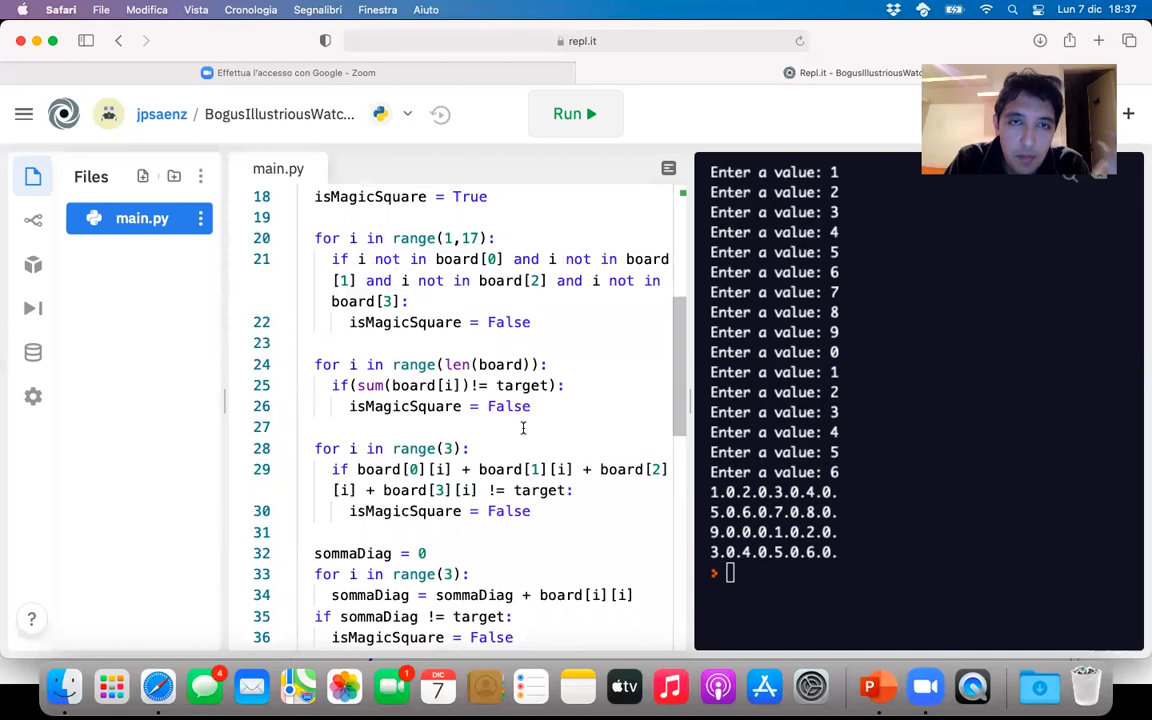 Safari File Modifica Vista Cronologia Segnalibri Finestra Aiuto Lun 7 dic 18:37
repl.it
Effettua l'accesso con Google - Zoom
Repl.it - BogusIllustriousWatc
jpsaenz / BogusIllustriousWatc...
Run
Files
main.py
main.py
18 isMagicSquare = True
19
20 for i in range(1,17):
21 if i not in board[0] and i not in board
[1] and i not in board[2] and i not in
board[3]:
22 isMagicSquare = False
23
24 for i in range(len(board)):
25 if(sum(board[i])!= target):
26 isMagicSquare = False
27
28 for i in range(3):
29 if board[0][i] + board[1][i] + board[2]
[i] + board[3][i] != target:
30 isMagicSquare = False
31
32 sommaDiag = 0
33 for i in range(3):
34 sommaDiag = sommaDiag + board[i][i]
35 if sommaDiag != target:
36 isMagicSquare = False
Enter a value: 1
Enter a value: 2
Enter a value: 3
Enter a value: 4
Enter a value: 5
Enter a value: 6
Enter a value: 7
Enter a value: 8
Enter a value: 9
Enter a value: 0
Enter a value: 1
Enter a value: 2
Enter a value: 3
Enter a value: 4
Enter a value: 5
Enter a value: 6
1.0.2.0.3.0.4.0.
5.0.6.0.7.0.8.0.
9.0.0.0.1.0.2.0.
3.0.4.0.5.0.6.0.
>
?
4
1
DIC
7
tv
P